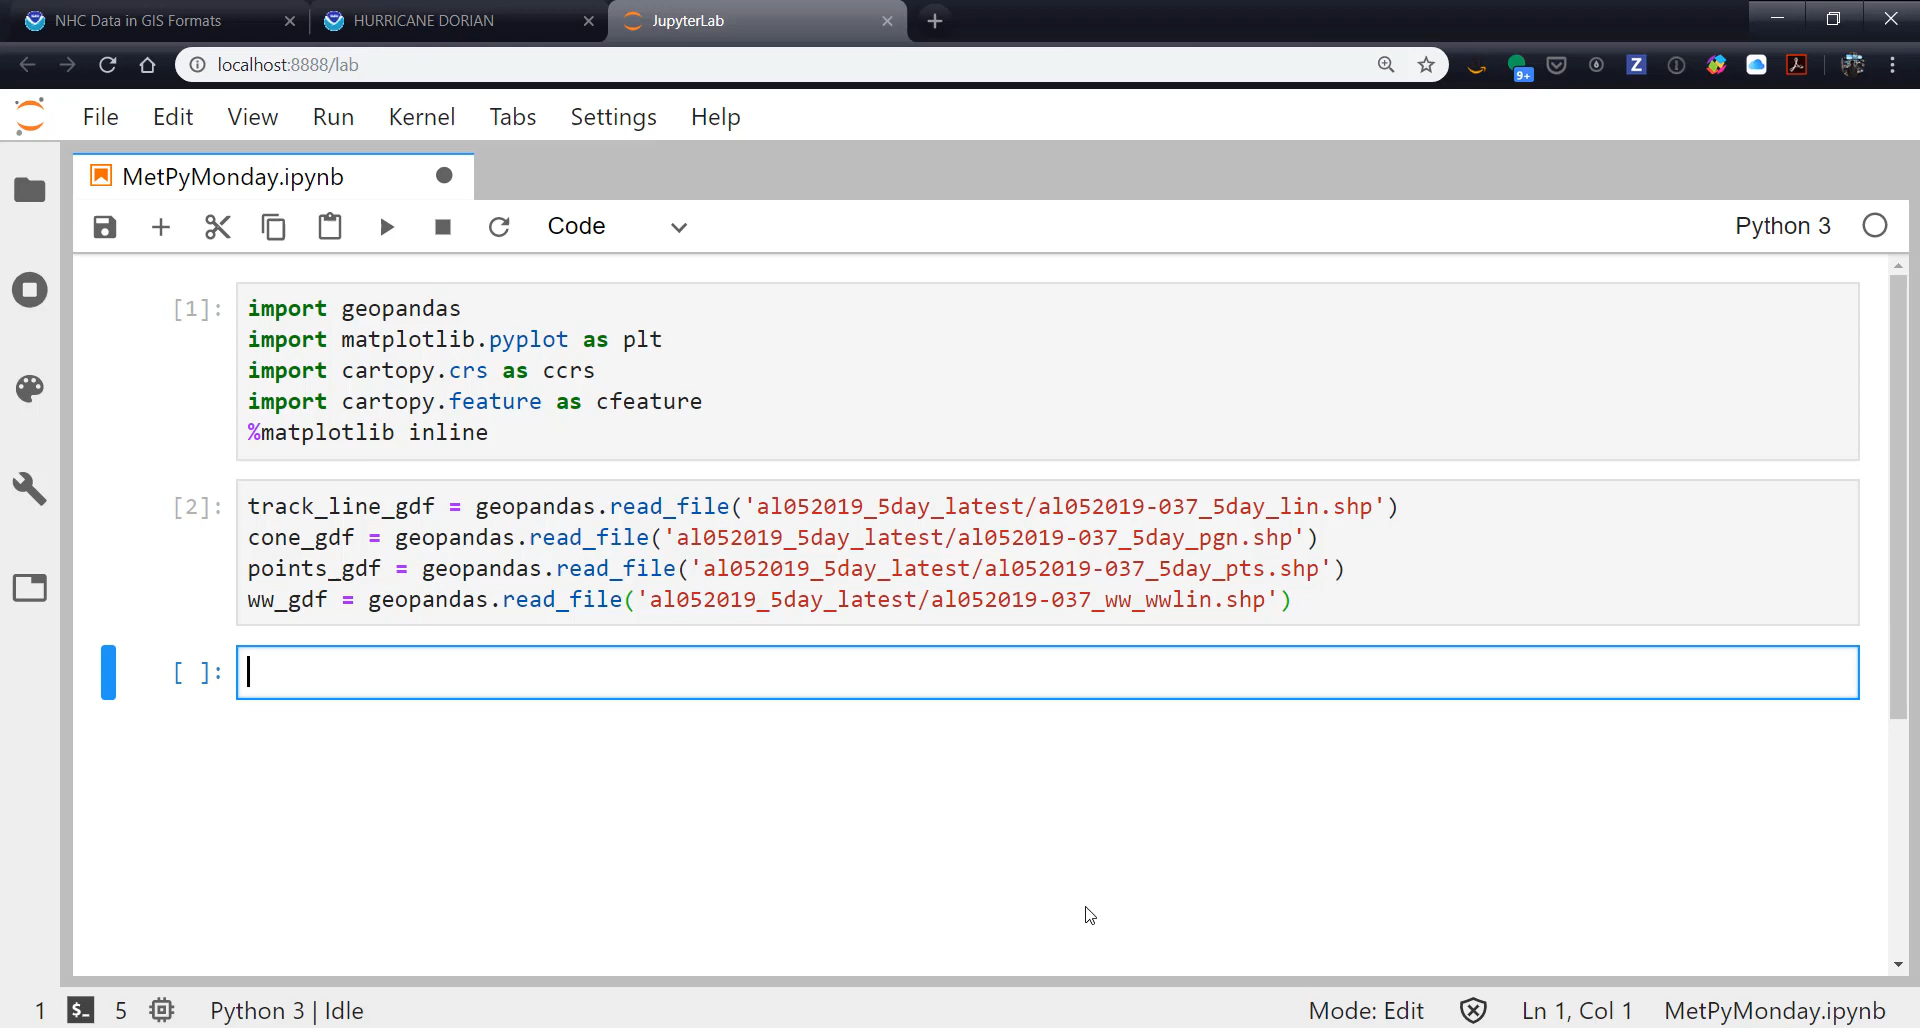 NHC Data in GIS Formats
HURRICANE DORIAN
JupyterLab
localhost:8888/lab
9+
Z
File Edit View Run Kernel Tabs Settings Help
MetPyMonday.ipynb
Code
Python 3
[1]:
import geopandas
import matplotlib.pyplot as plt
import cartopy.crs as ccrs
import cartopy.feature as cfeature
%matplotlib inline
[2]:
track_line_gdf = geopandas.read_file('al052019_5day_latest/al052019-037_5day_lin.shp')
cone_gdf = geopandas.read_file('al052019_5day_latest/al052019-037_5day_pgn.shp')
points_gdf = geopandas.read_file('al052019_5day_latest/al052019-037_5day_pts.shp')
ww_gdf = geopandas.read_file('al052019_5day_latest/al052019-037_ww_wwlin.shp')
[ ]:
1 $_ 5 Python 3 | Idle Mode: Edit Ln 1, Col 1 MetPyMonday.ipynb